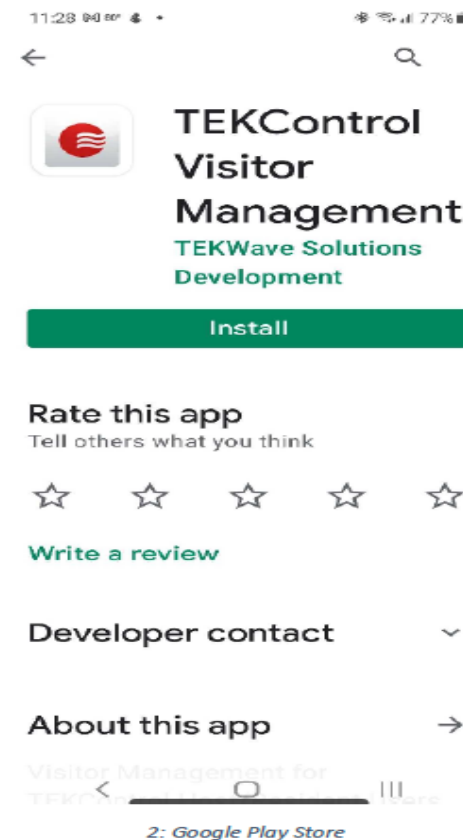 11:28
77%
TEKControl
Visitor
Management
TEKWave Solutions
Development
Install
Rate this app
Tell others what you think
Write a review
Developer contact
About this app
Visitor Management for
2: Google Play Store